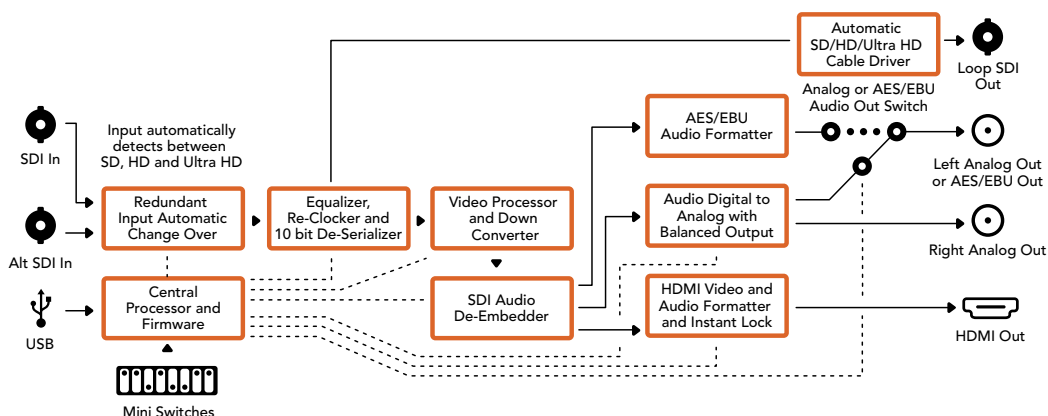 Automatic
SD/HD/Ultra HD
Cable Driver
Loop SDI
Out
Analog or AES/EBU
Audio Out Switch
AES/EBU
Audio Formatter
Input automatically
detects between
SD, HD and Ultra HD
SDI In
Left Analog Out
or AES/EBU Out
Redundant
Input Automatic
Change Over
Equalizer,
Re-Clocker and
10 bit De-Serializer
Video Processor
and Down
Converter
Audio Digital to
Analog with
Balanced Output
Alt SDI In
Right Analog Out
Central
Processor and
Firmware
SDI Audio
De-Embedder
HDMI Video and
Audio Formatter
and Instant Lock
USB
HDMI Out
Mini Switches